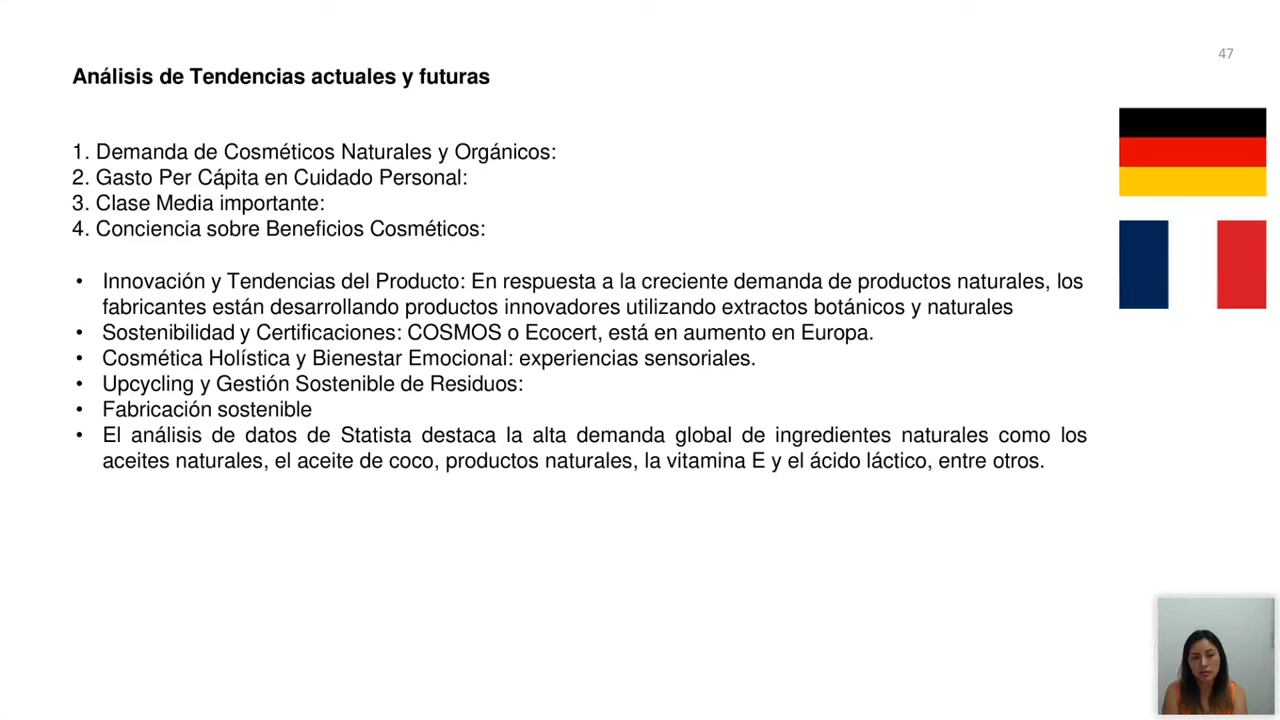 47
Análisis de Tendencias actuales y futuras
1. Demanda de Cosméticos Naturales y Orgánicos:
2. Gasto Per Cápita en Cuidado Personal:
3. Clase Media importante:
4. Conciencia sobre Beneficios Cosméticos:
• Innovación y Tendencias del Producto: En respuesta a la creciente demanda de productos naturales, los
fabricantes están desarrollando productos innovadores utilizando extractos botánicos y naturales
• Sostenibilidad y Certificaciones: COSMOS o Ecocert, está en aumento en Europa.
• Cosmética Holística y Bienestar Emocional: experiencias sensoriales.
• Upcycling y Gestión Sostenible de Residuos:
• Fabricación sostenible
• El análisis de datos de Statista destaca la alta demanda global de ingredientes naturales como los
aceites naturales, el aceite de coco, productos naturales, la vitamina E y el ácido láctico, entre otros.